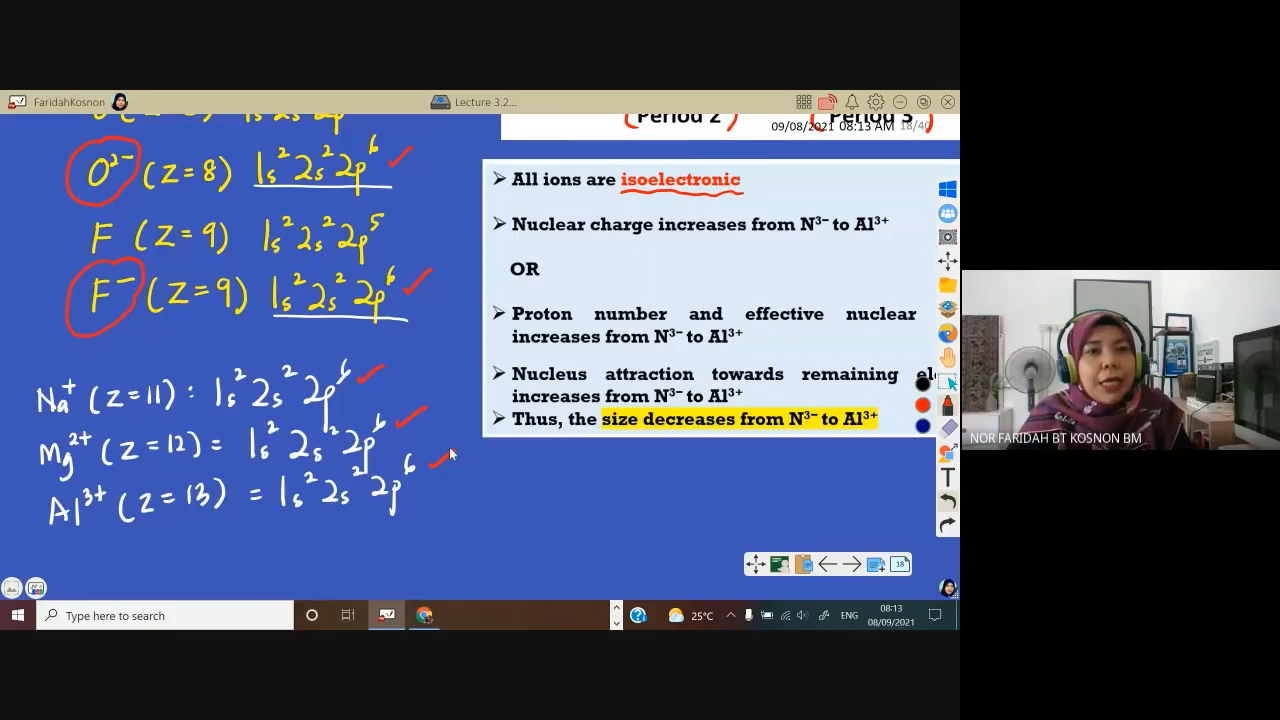 FaridahKosnon
Lecture 3.2...
Period 2
Period 3
09/08/2021 08:13 AM 18/40
O²⁻ (Z=8) 1s² 2s² 2p⁶
F (Z=9) 1s² 2s² 2p⁵
F⁻ (Z=9) 1s² 2s² 2p⁶
Na⁺ (Z=11) : 1s² 2s² 2p⁶
Mg²⁺ (Z=12) = 1s² 2s² 2p⁶
Al³⁺ (Z=13) = 1s² 2s² 2p⁶
➢ All ions are isoelectronic
➢ Nuclear charge increases from N³⁻ to Al³⁺
OR
➢ Proton number and effective nuclear
increases from N³⁻ to Al³⁺
➢ Nucleus attraction towards remaining
increases from N³⁻ to Al³⁺
➢ Thus, the size decreases from N³⁻ to Al³⁺
T
18
NOR FARIDAH BT KOSNON BM
Type here to search
25°C
ENG
08:13
08/09/2021